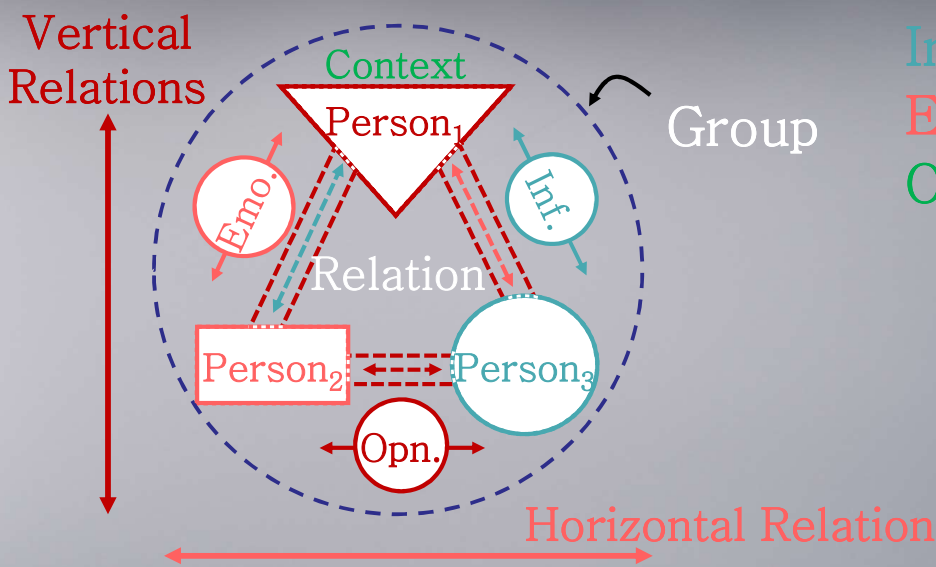 Vertical
Relations
Context
Person1
Group
Emo.
Inf.
Relation
Person2
Person3
Opn.
Horizontal Relation